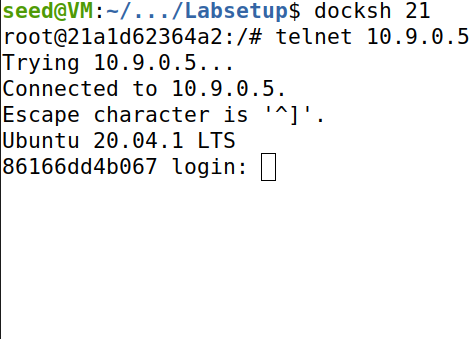 seed@VM:~/.../Labsetup$ docksh 21
root@21a1d62364a2:/# telnet 10.9.0.5
Trying 10.9.0.5...
Connected to 10.9.0.5.
Escape character is '^]'.
Ubuntu 20.04.1 LTS
86166dd4b067 login: